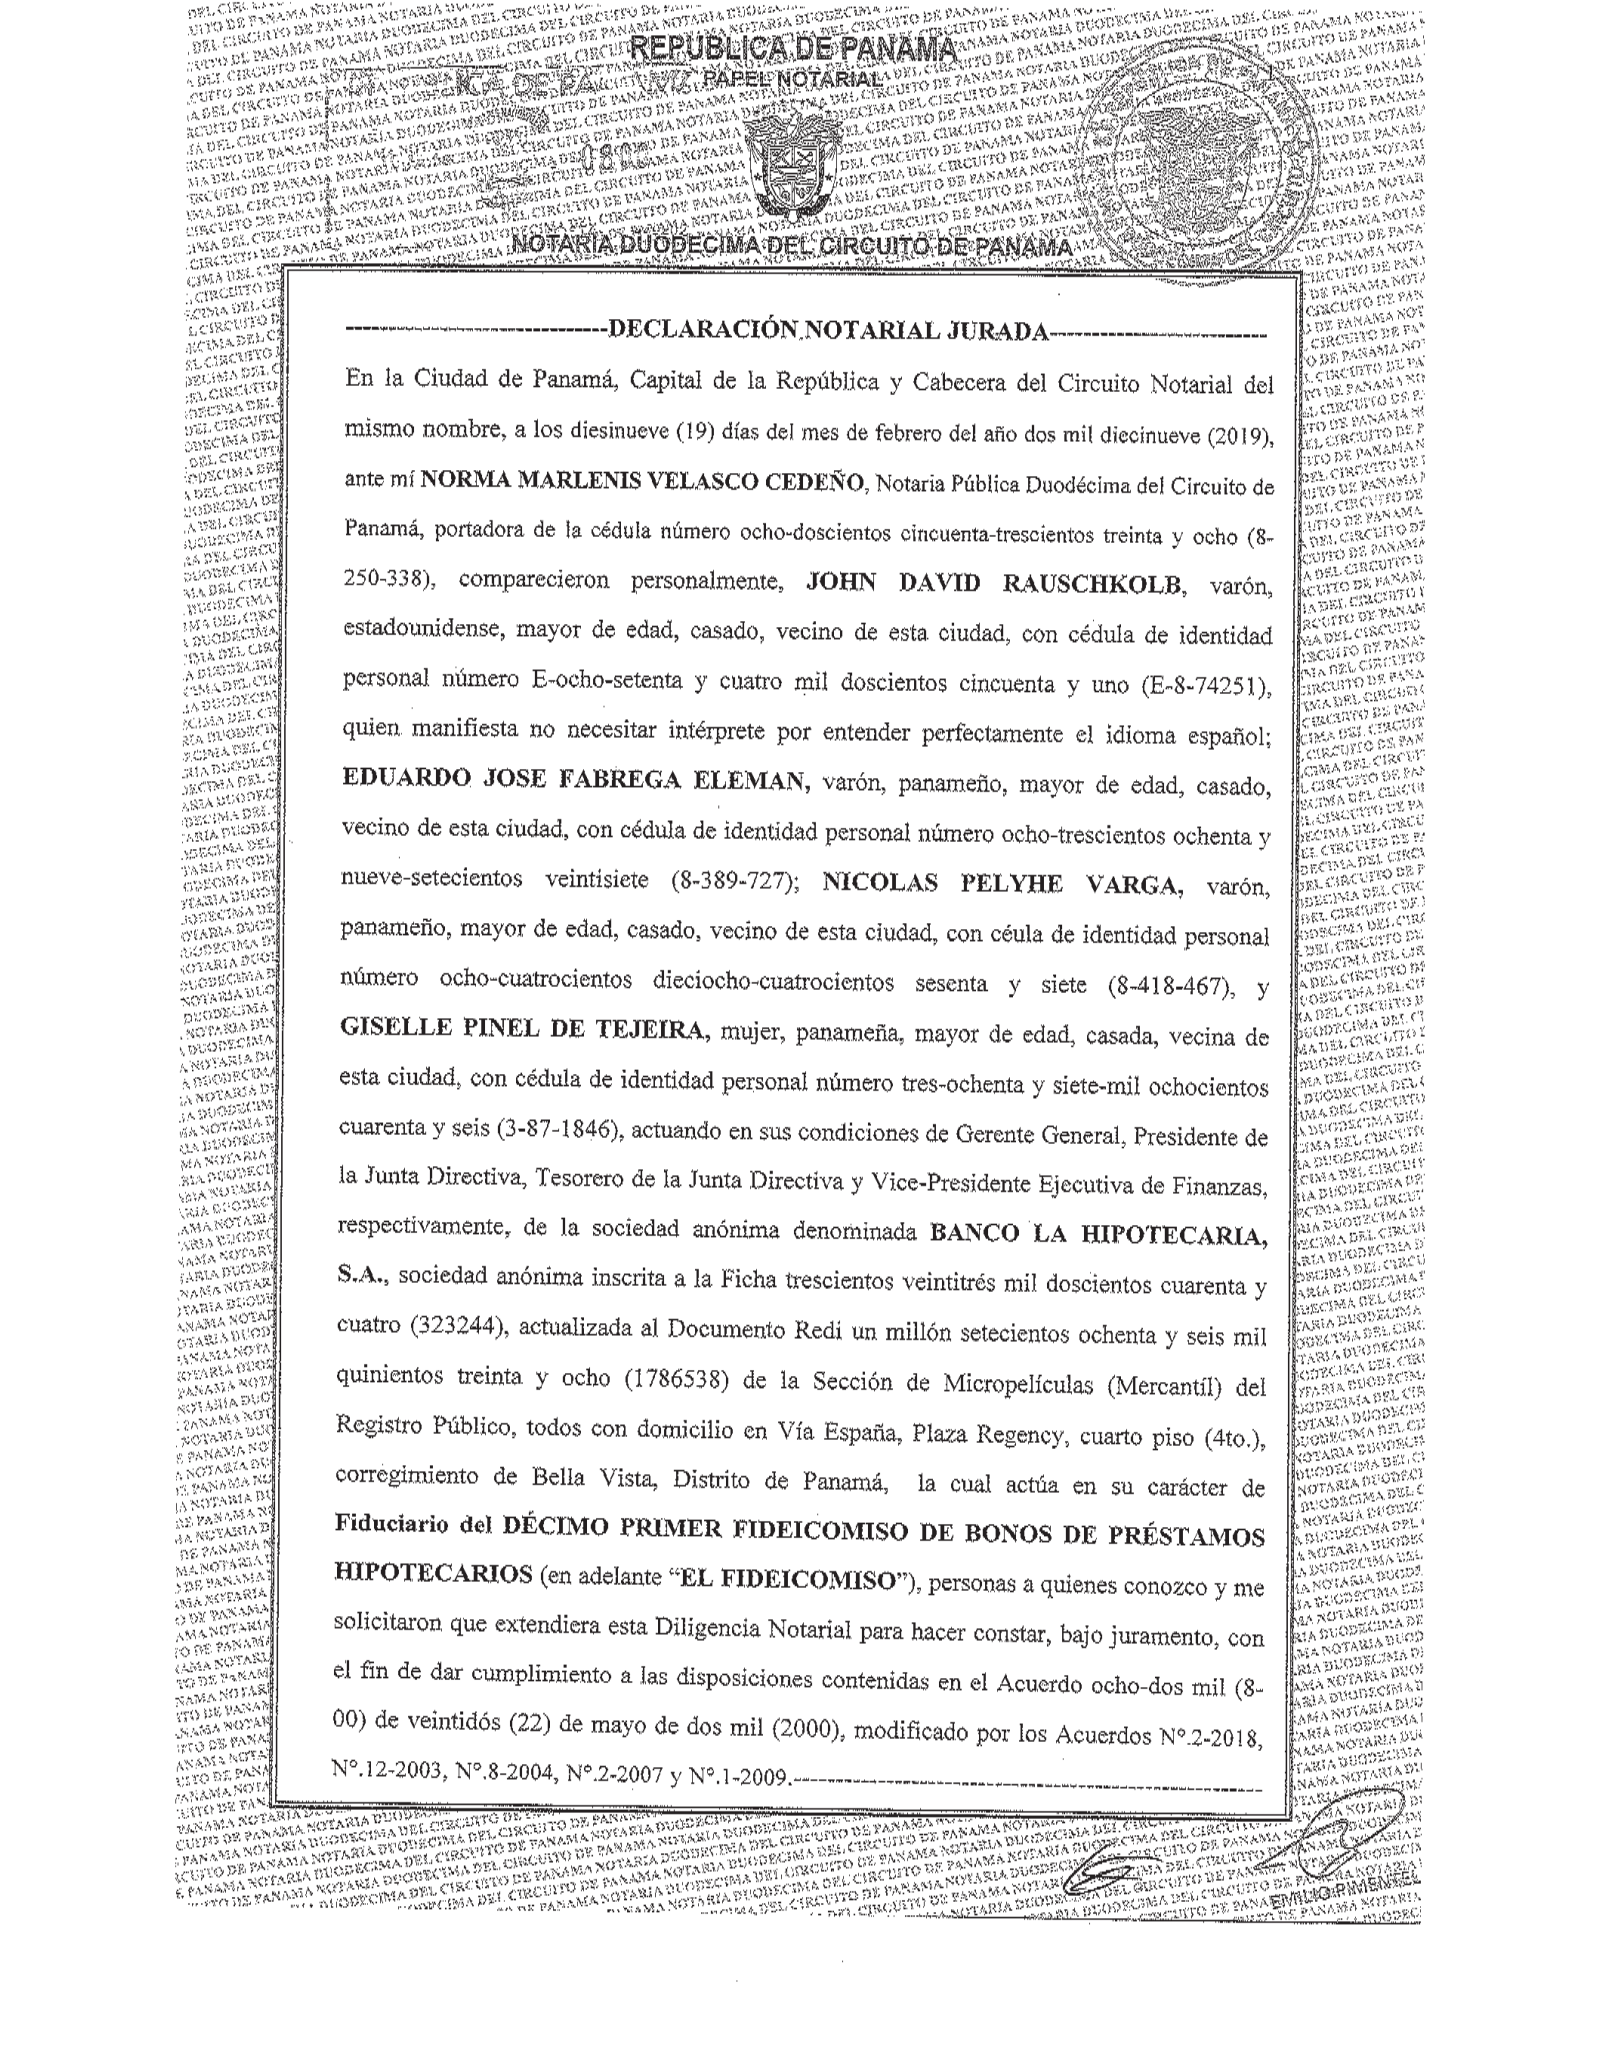 REPUBLICA DE PANAMA
PAPEL NOTARIAL
NOTARIA DUODECIMA DEL CIRCUITO DE PANAMA
-------------------------------DECLARACIÓN NOTARIAL JURADA--------------------------
En la Ciudad de Panamá, Capital de la República y Cabecera del Circuito Notarial del
mismo nombre, a los diesinueve (19) días del mes de febrero del año dos mil diecinueve (2019),
ante mí NORMA MARLENIS VELASCO CEDEÑO, Notaria Pública Duodécima del Circuito de
Panamá, portadora de la cédula número ocho-doscientos cincuenta-trescientos treinta y ocho (8-
250-338), comparecieron personalmente, JOHN DAVID RAUSCHKOLB, varón,
estadounidense, mayor de edad, casado, vecino de esta ciudad, con cédula de identidad
personal número E-ocho-setenta y cuatro mil doscientos cincuenta y uno (E-8-74251),
quien manifiesta no necesitar intérprete por entender perfectamente el idioma español;
EDUARDO JOSE FABREGA ELEMAN, varón, panameño, mayor de edad, casado,
vecino de esta ciudad, con cédula de identidad personal número ocho-trescientos ochenta y
nueve-setecientos veintisiete (8-389-727); NICOLAS PELYHE VARGA, varón,
panameño, mayor de edad, casado, vecino de esta ciudad, con céula de identidad personal
número ocho-cuatrocientos dieciocho-cuatrocientos sesenta y siete (8-418-467), y
GISELLE PINEL DE TEJEIRA, mujer, panameña, mayor de edad, casada, vecina de
esta ciudad, con cédula de identidad personal número tres-ochenta y siete-mil ochocientos
cuarenta y seis (3-87-1846), actuando en sus condiciones de Gerente General, Presidente de
la Junta Directiva, Tesorero de la Junta Directiva y Vice-Presidente Ejecutiva de Finanzas,
respectivamente, de la sociedad anónima denominada BANCO LA HIPOTECARIA,
S.A., sociedad anónima inscrita a la Ficha trescientos veintitrés mil doscientos cuarenta y
cuatro (323244), actualizada al Documento Redi un millón setecientos ochenta y seis mil
quinientos treinta y ocho (1786538) de la Sección de Micropelículas (Mercantil) del
Registro Público, todos con domicilio en Vía España, Plaza Regency, cuarto piso (4to.),
corregimiento de Bella Vista, Distrito de Panamá, la cual actúa en su carácter de
Fiduciario del DÉCIMO PRIMER FIDEICOMISO DE BONOS DE PRÉSTAMOS
HIPOTECARIOS (en adelante “EL FIDEICOMISO”), personas a quienes conozco y me
solicitaron que extendiera esta Diligencia Notarial para hacer constar, bajo juramento, con
el fin de dar cumplimiento a las disposiciones contenidas en el Acuerdo ocho-dos mil (8-
00) de veintidós (22) de mayo de dos mil (2000), modificado por los Acuerdos Nº.2-2018,
Nº.12-2003, Nº.8-2004, Nº.2-2007 y Nº.1-2009.--------------------------------------------------------
EMILIO PIMENTEL